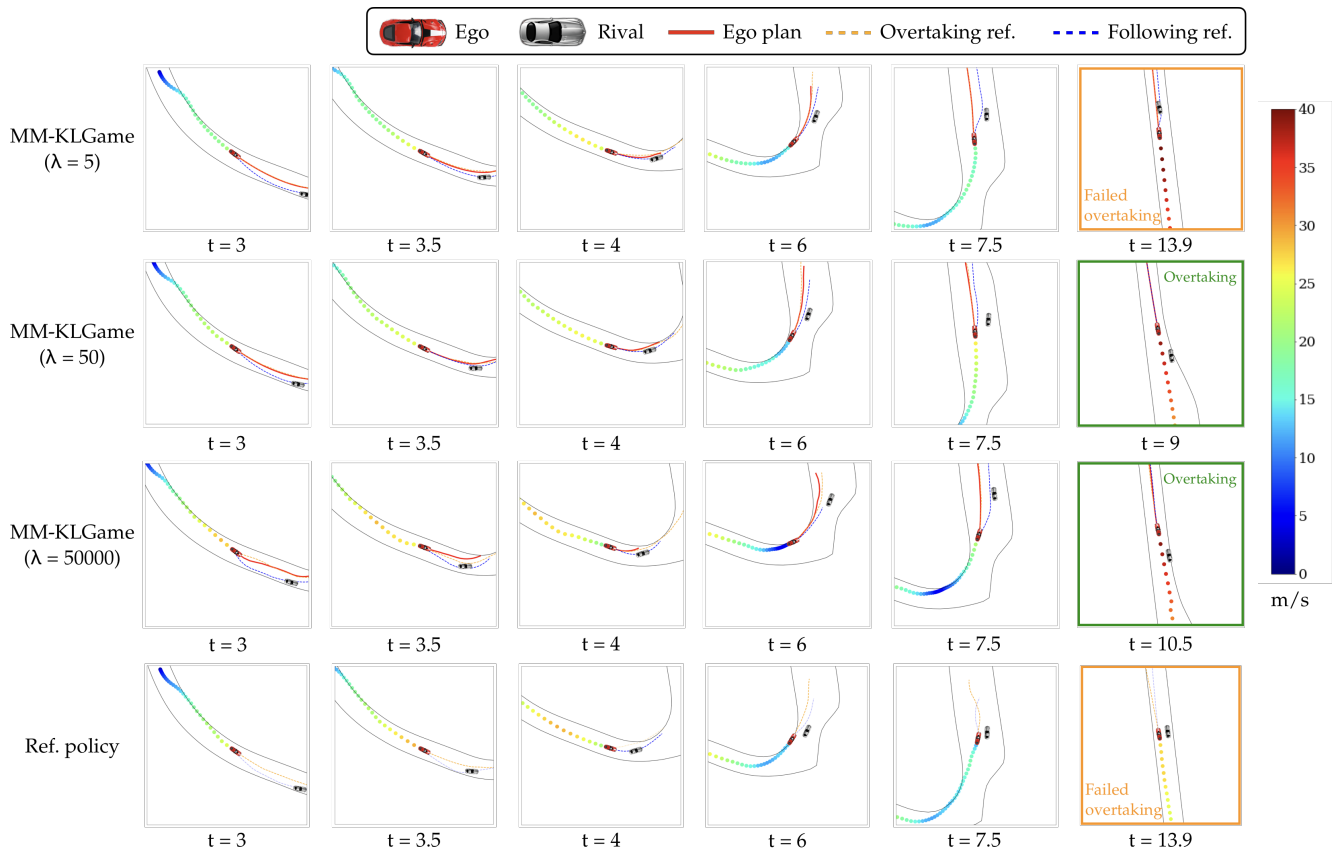 Ego Rival Ego plan Overtaking ref. Following ref.
MM-KLGame
(λ = 5)
Failed
overtaking
t = 3 t = 3.5 t = 4 t = 6 t = 7.5 t = 13.9
MM-KLGame
(λ = 50)
Overtaking
t = 3 t = 3.5 t = 4 t = 6 t = 7.5 t = 9
MM-KLGame
(λ = 50000)
Overtaking
t = 3 t = 3.5 t = 4 t = 6 t = 7.5 t = 10.5
Ref. policy
Failed
overtaking
t = 3 t = 3.5 t = 4 t = 6 t = 7.5 t = 13.9
40
35
30
25
20
15
10
5
0
m/s